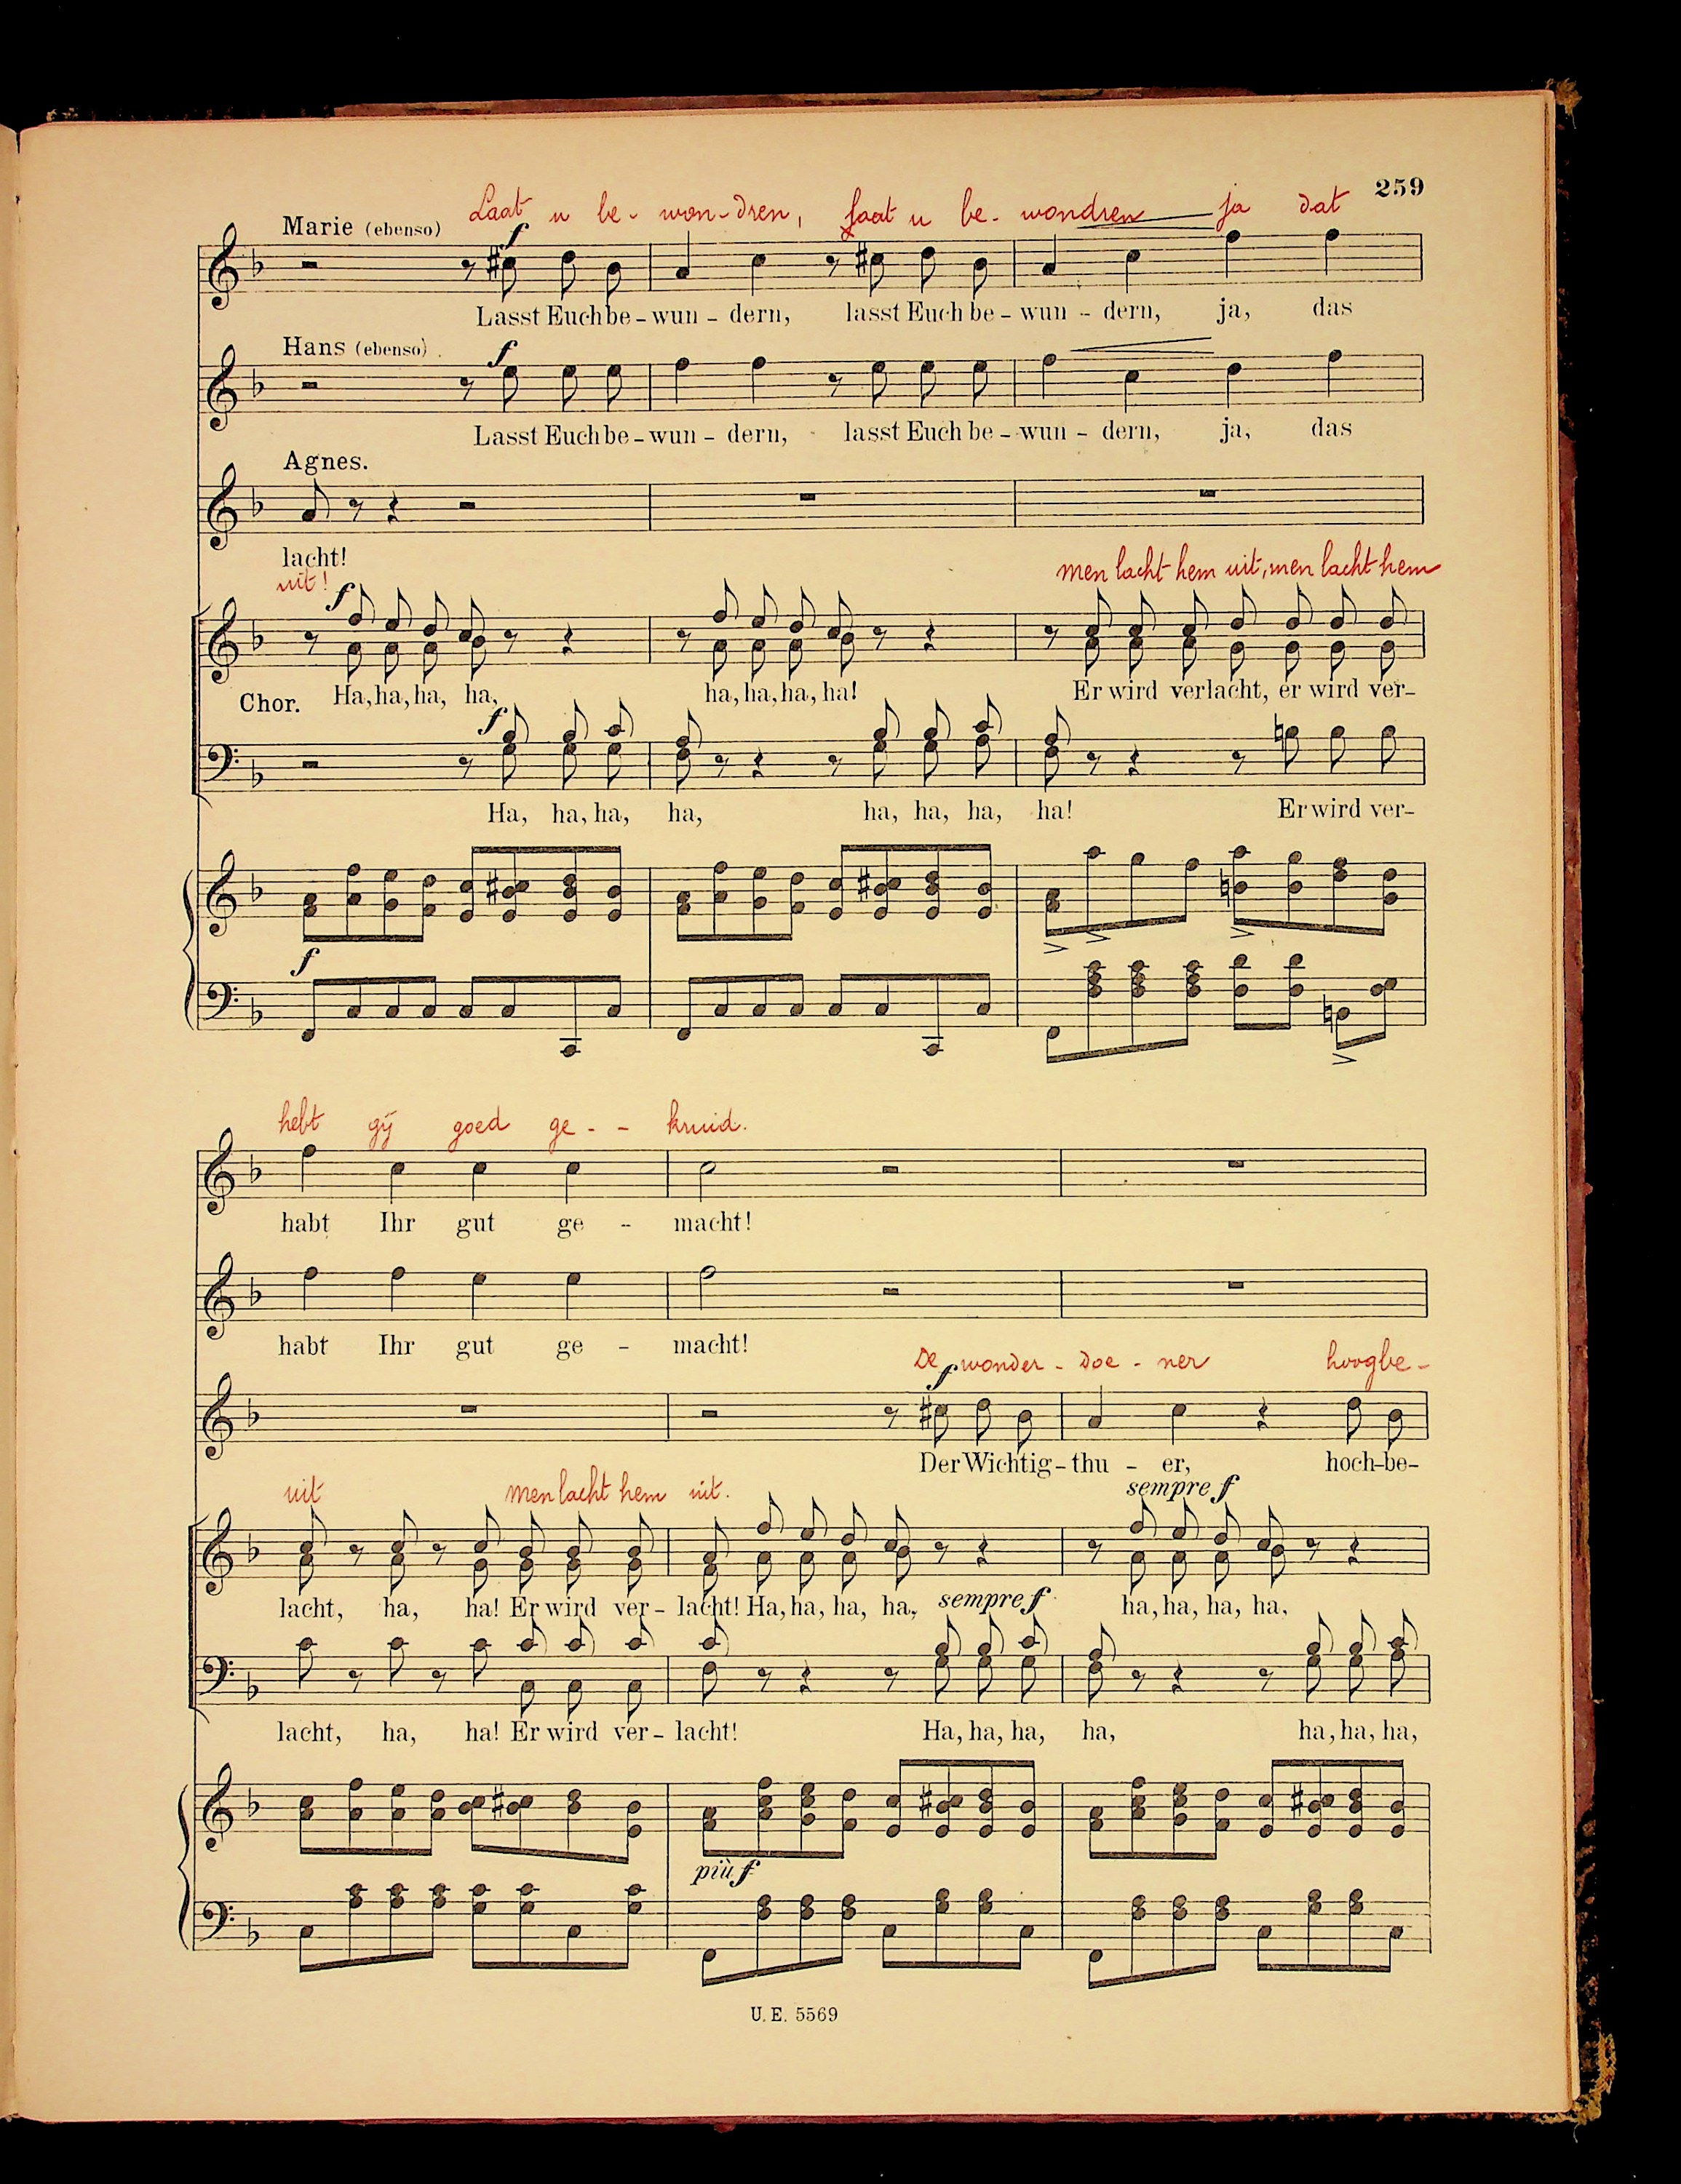 259
Laat u be - won - dren, laat u be - wondren ja dat
Marie (ebenso) f
Lasst Euch be - wun - dern, lasst Euch be - wun - dern, ja, das
Hans (ebenso) f
Lasst Euch be - wun - dern, lasst Euch be - wun - dern, ja, das
Agnes.
lacht!
uit! men lacht hem uit, men lacht hem
f
Chor. Ha, ha, ha, ha, ha, ha, ha, ha! Er wird verlacht, er wird ver-
f
Ha, ha, ha, ha, ha, ha, ha, ha! Er wird ver-
f
hebt gij goed ge - - kruid.
habt Ihr gut ge - macht!
habt Ihr gut ge - macht!
De wonder - doe - ner hoogbe -
f
Der Wichtig - thu - er, hoch-be-
uit men lacht hem uit.
sempre f
lacht, ha, ha! Er wird ver - lacht! Ha, ha, ha, ha, ha, ha, ha, ha,
sempre f
lacht, ha, ha! Er wird ver - lacht! Ha, ha, ha, ha, ha, ha, ha,
più f
U. E. 5569